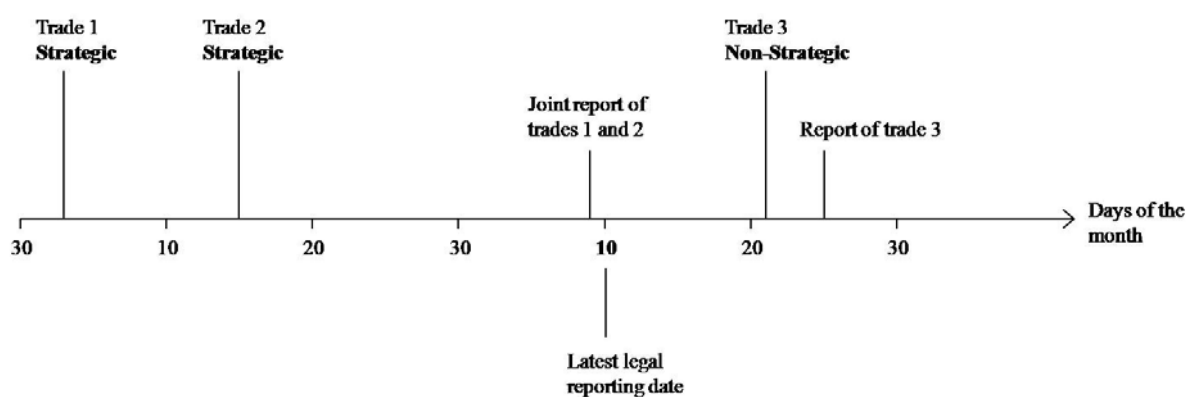 Trade 1
Strategic
Trade 2
Strategic
Trade 3
Non-Strategic
Joint report of
trades 1 and 2
Report of trade 3
30
10
20
30
10
20
30
Days of the
month
Latest legal
reporting date